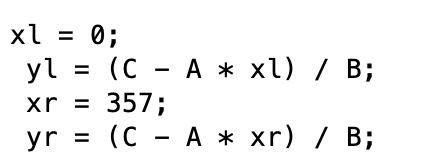 xl = 0;
yl = (C - A * xl) / B;
xr = 357;
yr = (C - A * xr) / B;